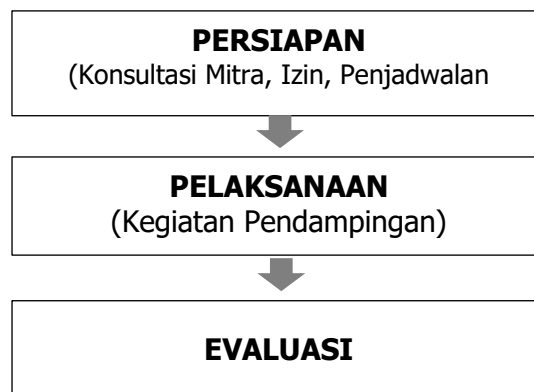 PERSIAPAN
(Konsultasi Mitra, Izin, Penjadwalan
PELAKSANAAN
(Kegiatan Pendampingan)
EVALUASI